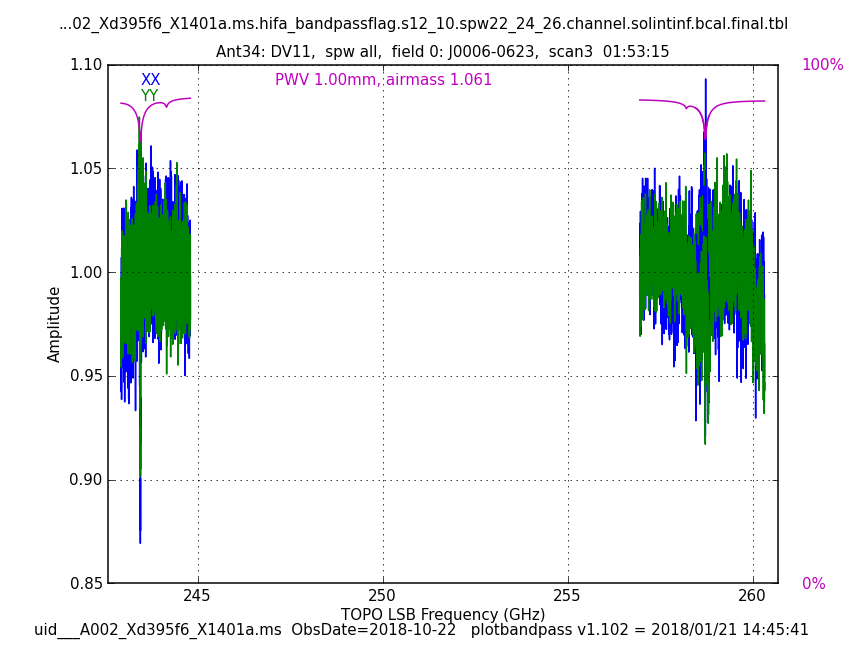 ...02_Xd395f6_X1401a.ms.hifa_bandpassflag.s12_10.spw22_24_26.channel.solintinf.bcal.final.tbl
Ant34: DV11,  spw all,  field 0: J0006-0623,  scan3  01:53:15
1.10
XX
PWV 1.00mm, airmass 1.061
100%
YY
1.05
1.00
Amplitude
0.95
0.90
0.85
0%
245
250
255
260
TOPO LSB Frequency (GHz)
uid___A002_Xd395f6_X1401a.ms  ObsDate=2018-10-22   plotbandpass v1.102 = 2018/01/21 14:45:41